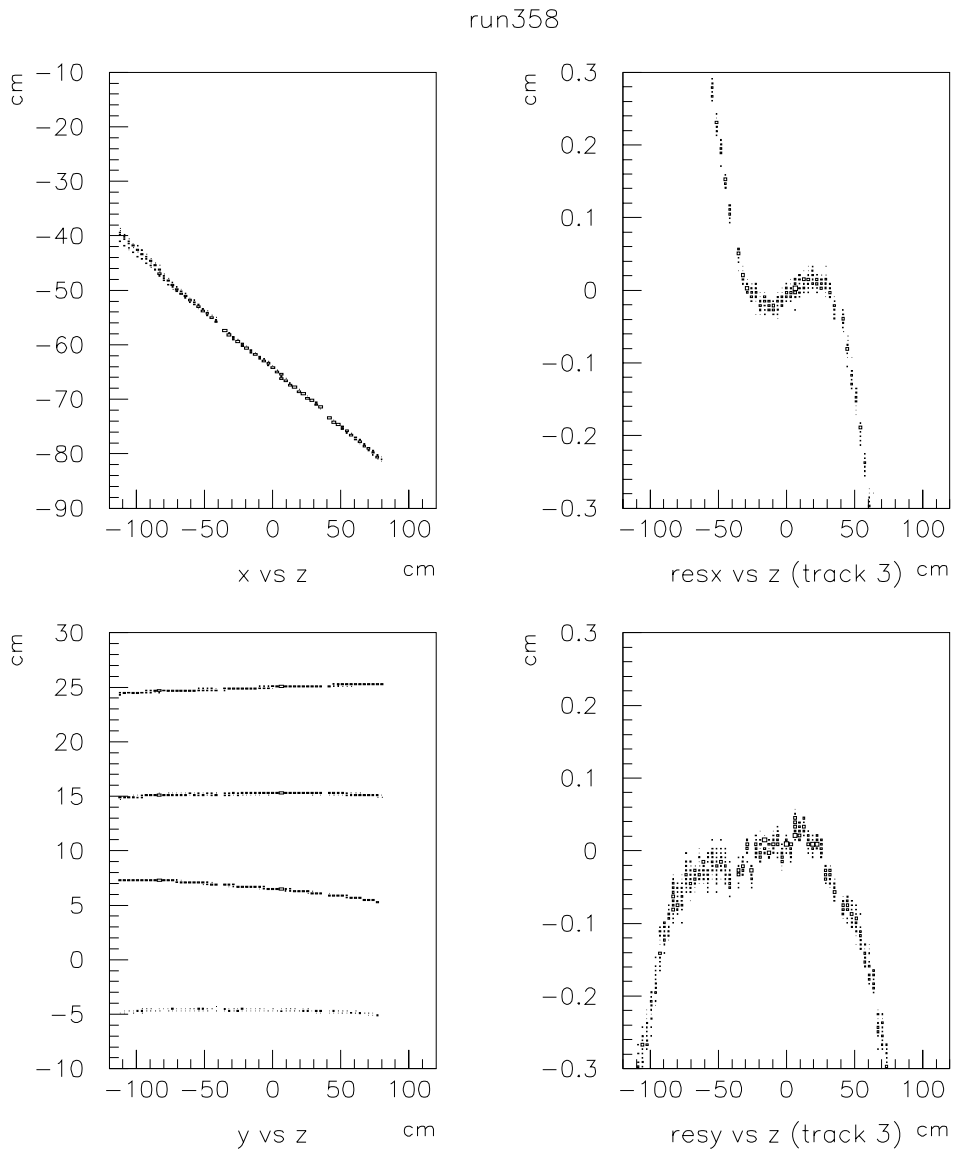 run358
cm
−10
−20
−30
−40
−50
−60
−70
−80
−90
−100 −50 0 50 100
x vs z cm
cm
0.3
0.2
0.1
0
−0.1
−0.2
−0.3
−100 −50 0 50 100
resx vs z (track 3) cm
cm
30
25
20
15
10
5
0
−5
−10
−100 −50 0 50 100
y vs z cm
cm
0.3
0.2
0.1
0
−0.1
−0.2
−0.3
−100 −50 0 50 100
resy vs z (track 3) cm